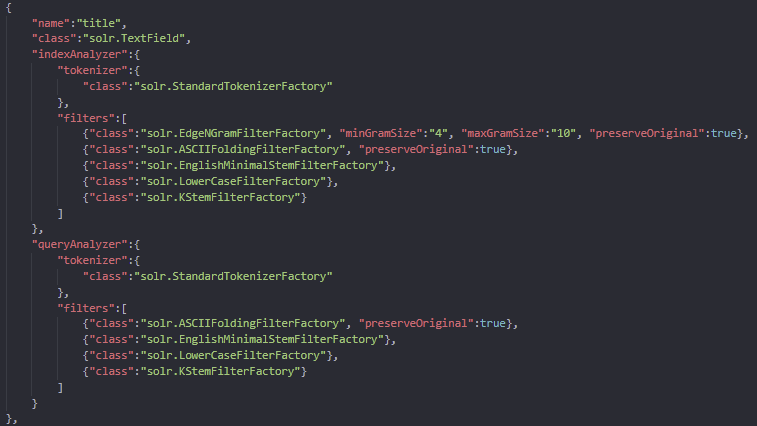 {
"name":"title",
"class":"solr.TextField",
"indexAnalyzer":{
"tokenizer":{
"class":"solr.StandardTokenizerFactory"
},
"filters":[
{"class":"solr.EdgeNGramFilterFactory", "minGramSize":"4", "maxGramSize":"10", "preserveOriginal":true},
{"class":"solr.ASCIIFoldingFilterFactory", "preserveOriginal":true},
{"class":"solr.EnglishMinimalStemFilterFactory"},
{"class":"solr.LowerCaseFilterFactory"},
{"class":"solr.KStemFilterFactory"}
]
},
"queryAnalyzer":{
"tokenizer":{
"class":"solr.StandardTokenizerFactory"
},
"filters":[
{"class":"solr.ASCIIFoldingFilterFactory", "preserveOriginal":true},
{"class":"solr.EnglishMinimalStemFilterFactory"},
{"class":"solr.LowerCaseFilterFactory"},
{"class":"solr.KStemFilterFactory"}
]
}
},